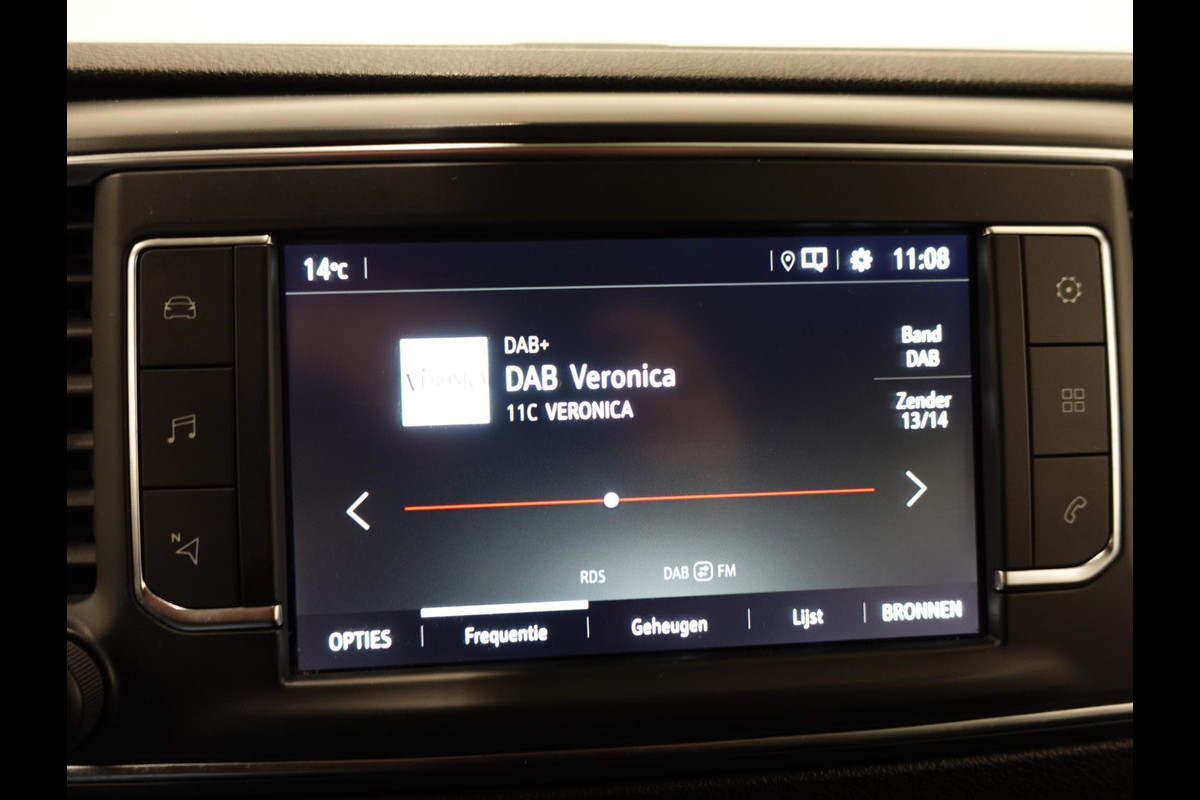 14°C
11:08
VERONICA
DAB+
DAB Veronica
11C VERONICA
Band
DAB
Zender
13/14
N
RDS
DAB FM
OPTIES
Frequentie
Geheugen
Lijst
BRONNEN